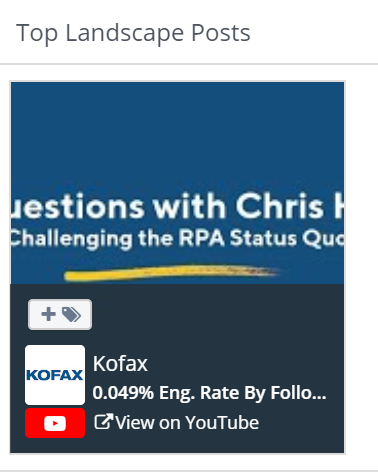 Top Landscape Posts
uestions with Chris
Challenging the RPA Status Quo
KOFAX
Kofax
0.049% Eng. Rate By Follo...
View on YouTube